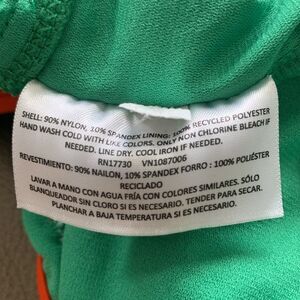 SHELL: 90% NYLON, 10% SPANDEX LINING: 100% RECYCLED POLYESTER
HAND WASH COLD WITH LIKE COLORS. ONLY NON CHLORINE BLEACH IF
NEEDED. LINE DRY. COOL IRON IF NEEDED.
RN17730 VN1087006
REVESTIMIENTO: 90% NAILON, 10% SPANDEX FORRO : 100% POLIÉSTER
RECICLADO
LAVAR A MANO CON AGUA FRÍA CON COLORES SIMILARES. SÓLO
BLANQUEADOR SIN CLORO SI ES NECESARIO. TENDER PARA SECAR.
PLANCHAR A BAJA TEMPERATURA SI ES NECESARIO.